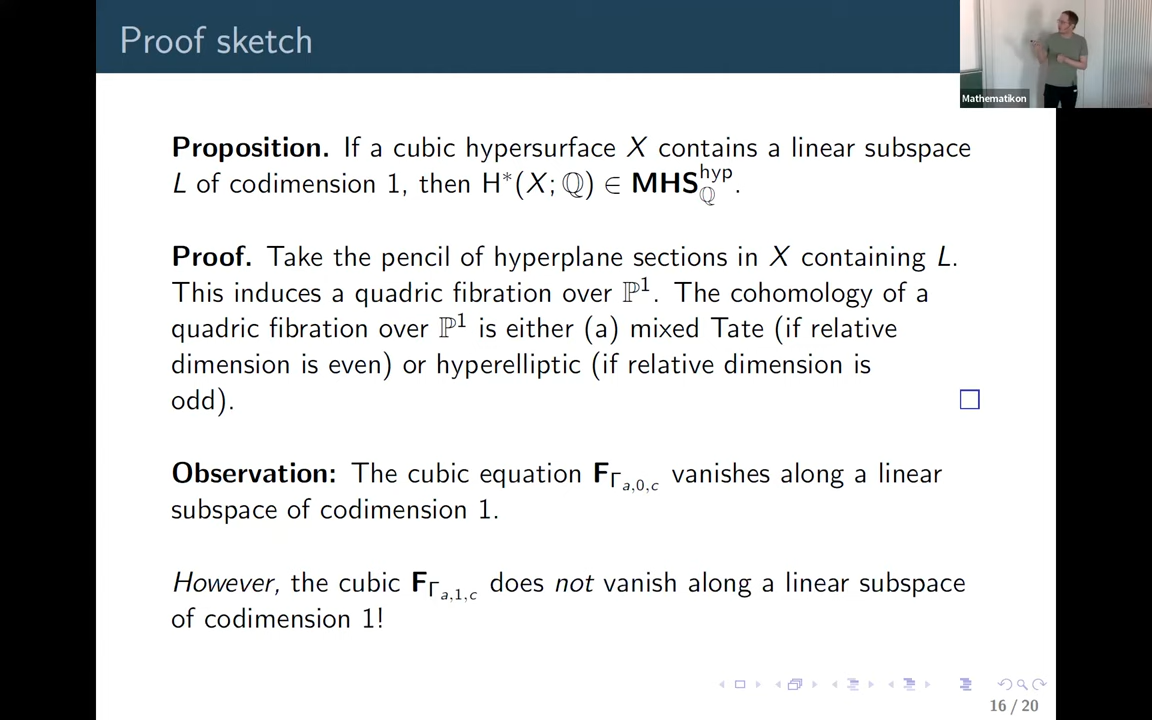 Proof sketch
Mathematikon
Proposition. If a cubic hypersurface X contains a linear subspace
L of codimension 1, then H*(X; ℚ) ∈ MHS^hyp_ℚ.
Proof. Take the pencil of hyperplane sections in X containing L.
This induces a quadric fibration over ℙ¹. The cohomology of a
quadric fibration over ℙ¹ is either (a) mixed Tate (if relative
dimension is even) or hyperelliptic (if relative dimension is
odd).
Observation: The cubic equation F_Γ_a,0,c vanishes along a linear
subspace of codimension 1.
However, the cubic F_Γ_a,1,c does not vanish along a linear subspace
of codimension 1!
16 / 20